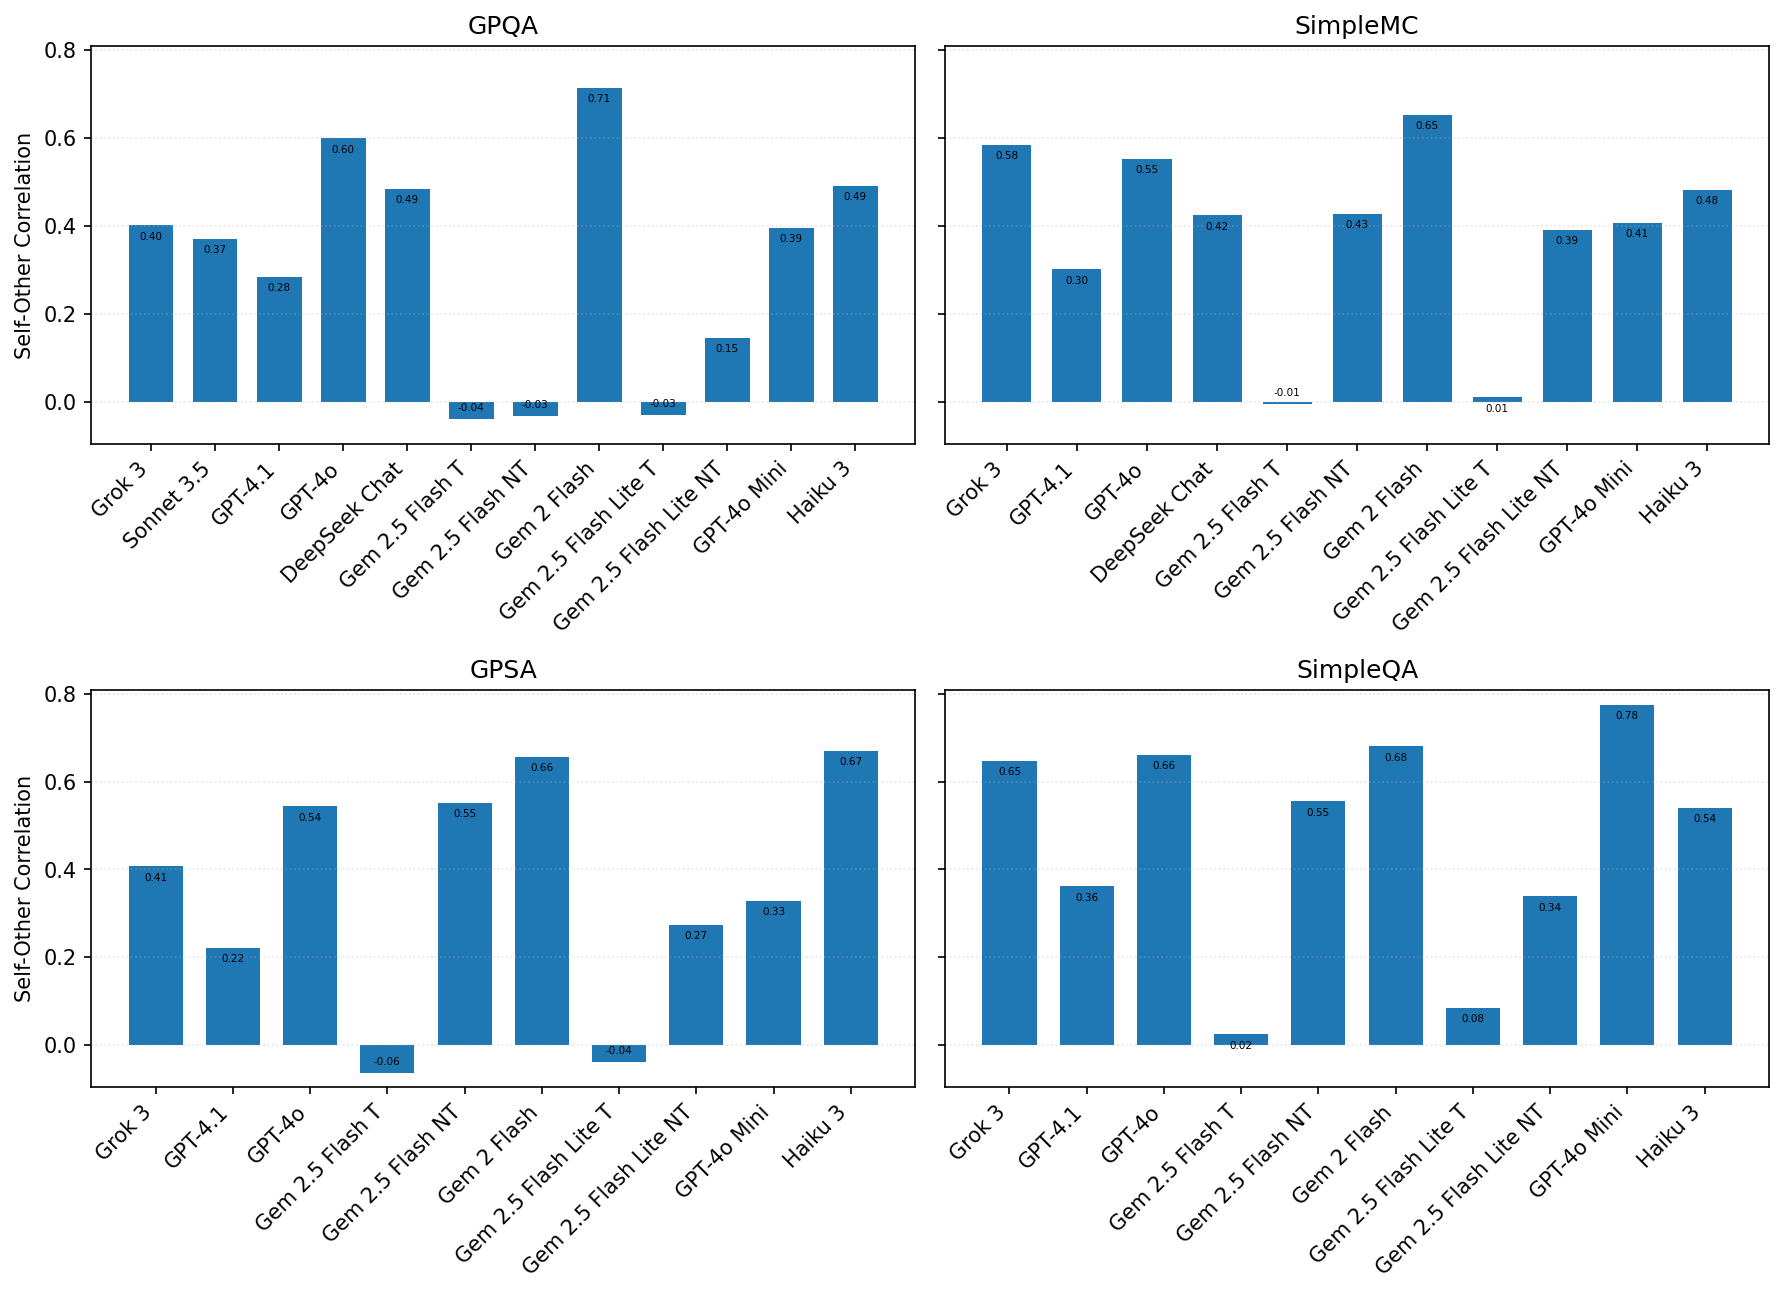 GPQA
Self-Other Correlation
0.8
0.6
0.4
0.2
0.0
0.40
0.37
0.28
0.60
0.49
-0.04
-0.03
0.71
-0.03
0.15
0.39
0.49
Grok 3
Sonnet 3.5
GPT-4.1
GPT-4o
DeepSeek Chat
Gem 2.5 Flash T
Gem 2.5 Flash NT
Gem 2 Flash
Gem 2.5 Flash Lite T
Gem 2.5 Flash Lite NT
GPT-4o Mini
Haiku 3
SimpleMC
0.58
0.30
0.55
0.42
-0.01
0.43
0.65
0.01
0.39
0.41
0.48
Grok 3
GPT-4.1
GPT-4o
DeepSeek Chat
Gem 2.5 Flash T
Gem 2.5 Flash NT
Gem 2 Flash
Gem 2.5 Flash Lite T
Gem 2.5 Flash Lite NT
GPT-4o Mini
Haiku 3
GPSA
Self-Other Correlation
0.8
0.6
0.4
0.2
0.0
0.41
0.22
0.54
-0.06
0.55
0.66
-0.04
0.27
0.33
0.67
Grok 3
GPT-4.1
GPT-4o
Gem 2.5 Flash T
Gem 2.5 Flash NT
Gem 2 Flash
Gem 2.5 Flash Lite T
Gem 2.5 Flash Lite NT
GPT-4o Mini
Haiku 3
SimpleQA
0.65
0.36
0.66
0.02
0.55
0.68
0.08
0.34
0.78
0.54
Grok 3
GPT-4.1
GPT-4o
Gem 2.5 Flash T
Gem 2.5 Flash NT
Gem 2 Flash
Gem 2.5 Flash Lite T
Gem 2.5 Flash Lite NT
GPT-4o Mini
Haiku 3